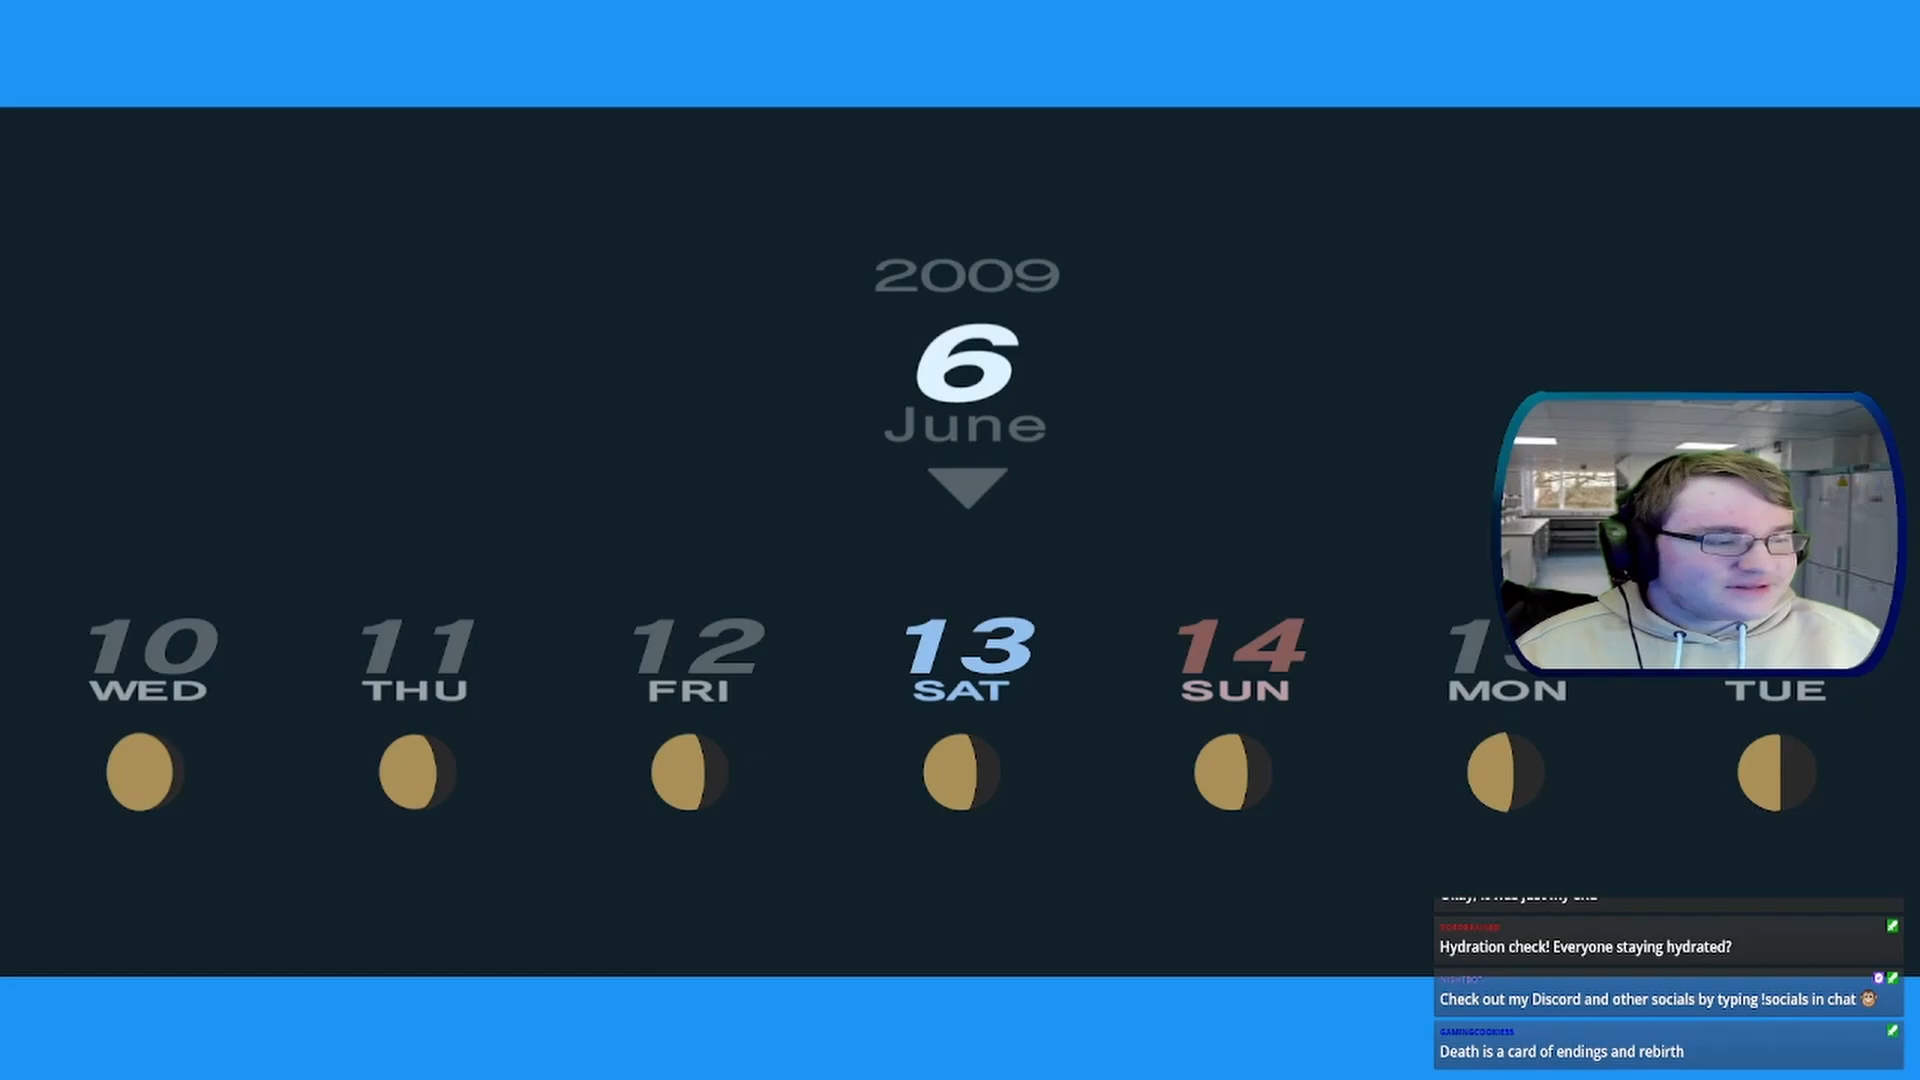 2009
6
June
10 11 12 13 14
WED THU FRI SAT SUN MON TUE
Hydration check! Everyone staying hydrated?
NIGHTBOT
Check out my Discord and other socials by typing !socials in chat
GAMINGCOOKIESS
Death is a card of endings and rebirth